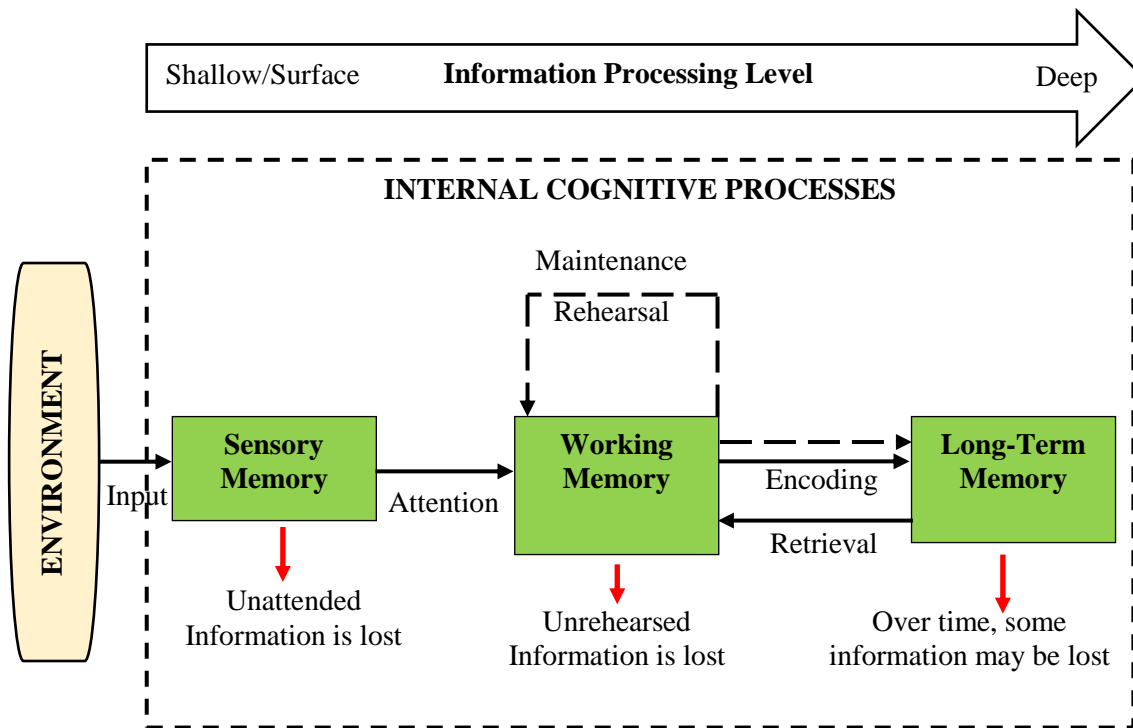 Shallow/Surface Information Processing Level Deep
INTERNAL COGNITIVE PROCESSES
Maintenance
Rehearsal
ENVIRONMENT
Input
Sensory
Memory
Attention
Working
Memory
Encoding
Retrieval
Long-Term
Memory
Unattended
Information is lost
Unrehearsed
Information is lost
Over time, some
information may be lost